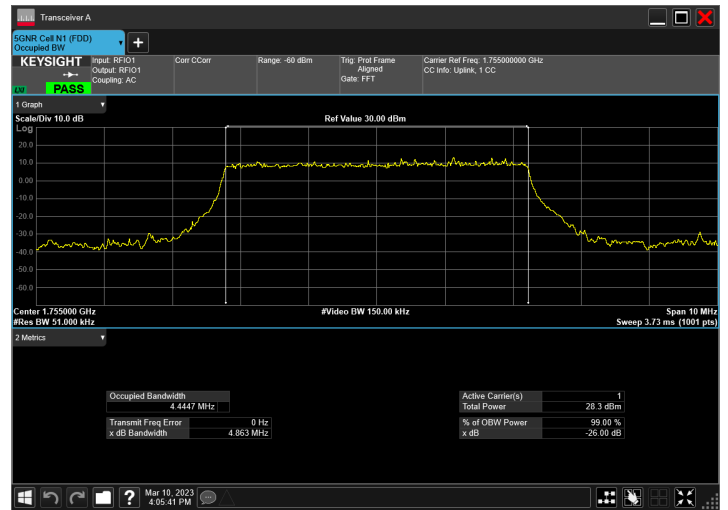 Transceiver A
5GNR Cell N1 (FDD)
Occupied BW
KEYSIGHT
Input: RFIO1
Output: RFIO1
Coupling: AC
Corr CCorr
Range: -60 dBm
Trig: Prot Frame
Aligned
Gate: FFT
Carrier Ref Freq: 1.755000000 GHz
CC Info: Uplink, 1 CC
LXI
PASS
1 Graph
Scale/Div 10.0 dB
Ref Value 30.00 dBm
Log
20.0
10.0
0.00
-10.0
-20.0
-30.0
-40.0
-50.0
-60.0
Center 1.755000 GHz
#Video BW 150.00 kHz
Span 10 MHz
#Res BW 51.000 kHz
Sweep 3.73 ms (1001 pts)
2 Metrics
Occupied Bandwidth
4.4447 MHz
Transmit Freq Error 0 Hz
x dB Bandwidth 4.863 MHz
Active Carrier(s) 1
Total Power 28.3 dBm
% of OBW Power 99.00 %
x dB -26.00 dB
?
Mar 10, 2023
4:05:41 PM